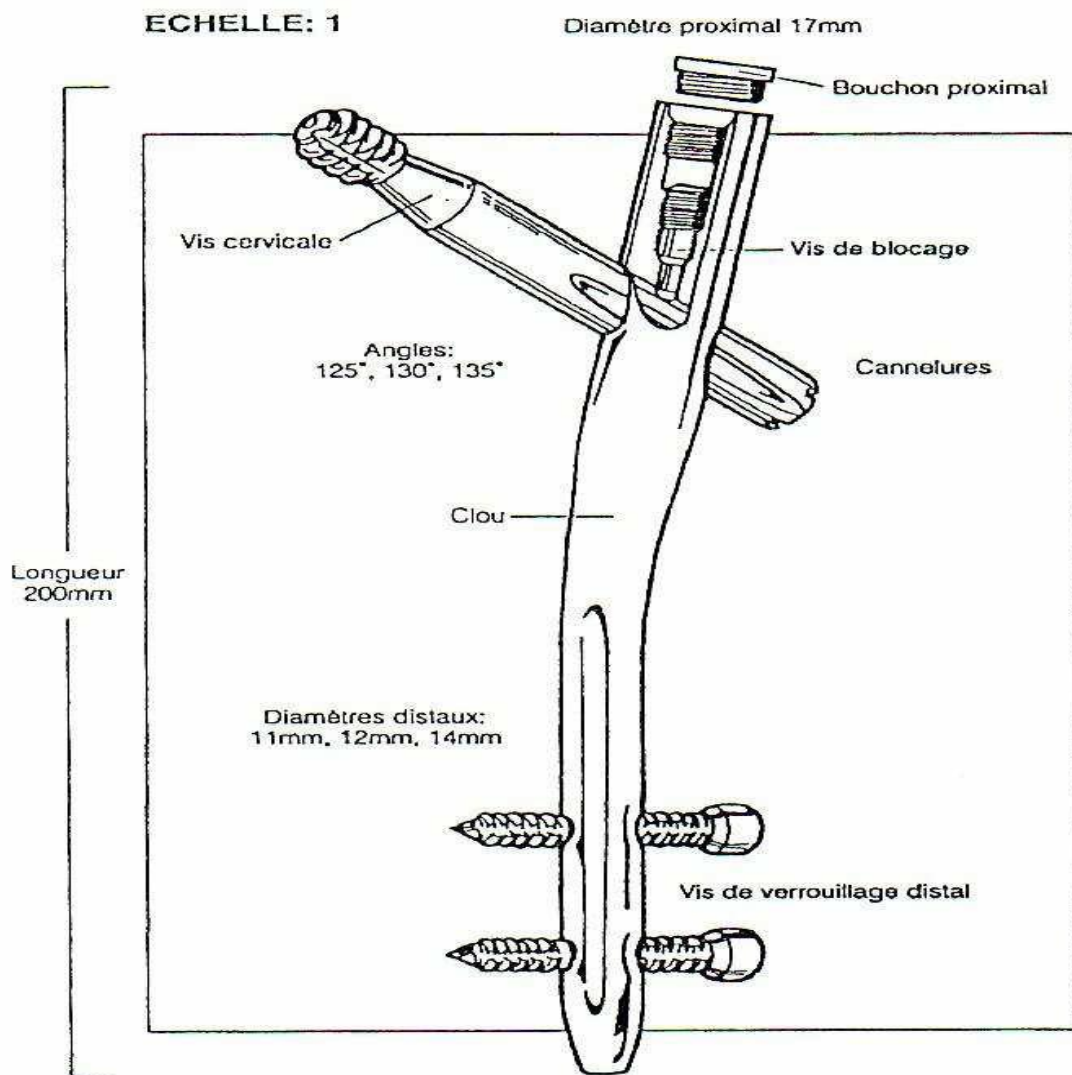 ECHELLE: 1
Diamètre proximal 17mm
Bouchon proximal
Vis cervicale
Vis de blocage
Angles:
125°, 130°, 135°
Cannelures
Clou
Longueur
200mm
Diamètres distaux:
11mm, 12mm, 14mm
Vis de verrouillage distal